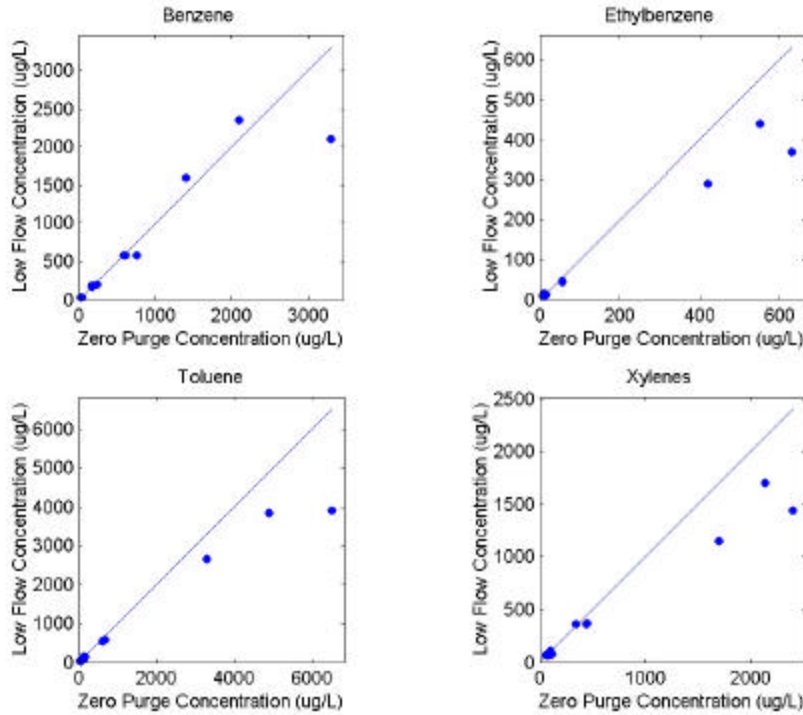 Benzene
Low Flow Concentration (ug/L)
3000
2500
2000
1500
1000
500
0
0 1000 2000 3000
Zero Purge Concentration (ug/L)
Ethylbenzene
Low Flow Concentration (ug/L)
600
500
400
300
200
100
0
0 200 400 600
Zero Purge Concentration (ug/L)
Toluene
Low Flow Concentration (ug/L)
6000
5000
4000
3000
2000
1000
0
0 2000 4000 6000
Zero Purge Concentration (ug/L)
Xylenes
Low Flow Concentration (ug/L)
2500
2000
1500
1000
500
0
0 1000 2000
Zero Purge Concentration (ug/L)